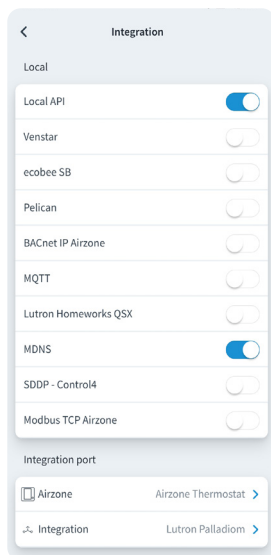 Integration
Local
Local API
Venstar
ecobee SB
Pelican
BACnet IP Airzone
MQTT
Lutron Homeworks QSX
MDNS
SDDP - Control4
Modbus TCP Airzone
Integration port
Airzone Airzone Thermostat
Integration Lutron Palladiom